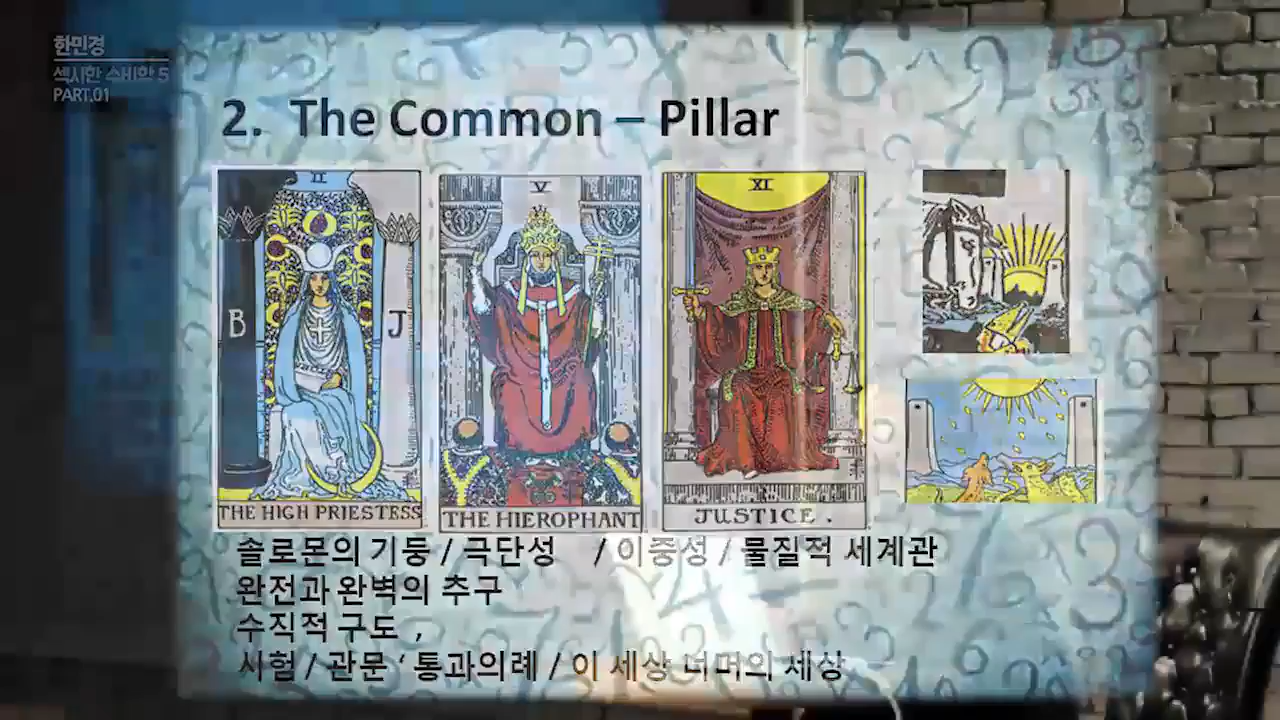 한민경
섹시한 수비학 5
PART.01
2. The Common – Pillar
II
V
XI
B
J
THE HIGH PRIESTESS
THE HIEROPHANT
JUSTICE.
솔로몬의 기둥 / 극단성 / 이중성 / 물질적 세계관
완전과 완벽의 추구
수직적 구도 ,
시험 / 관문 ‘ 통과의례 / 이 세상 너머의 세상